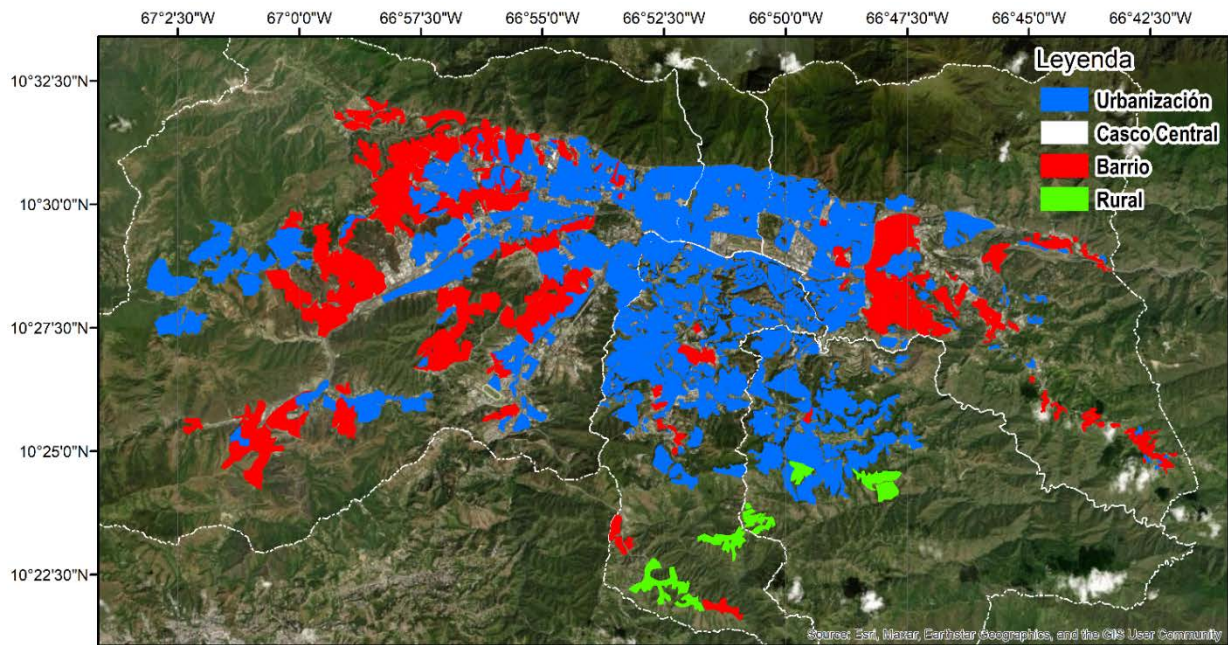 67°2'30"W 67°0'0"W 66°57'30"W 66°55'0"W 66°52'30"W 66°50'0"W 66°47'30"W 66°45'0"W 66°42'30"W
Leyenda
Urbanización
Casco Central
Barrio
Rural
10°32'30"N
10°30'0"N
10°27'30"N
10°25'0"N
10°22'30"N
Source: Esri, Maxar, Earthstar Geographics, and the GIS User Community